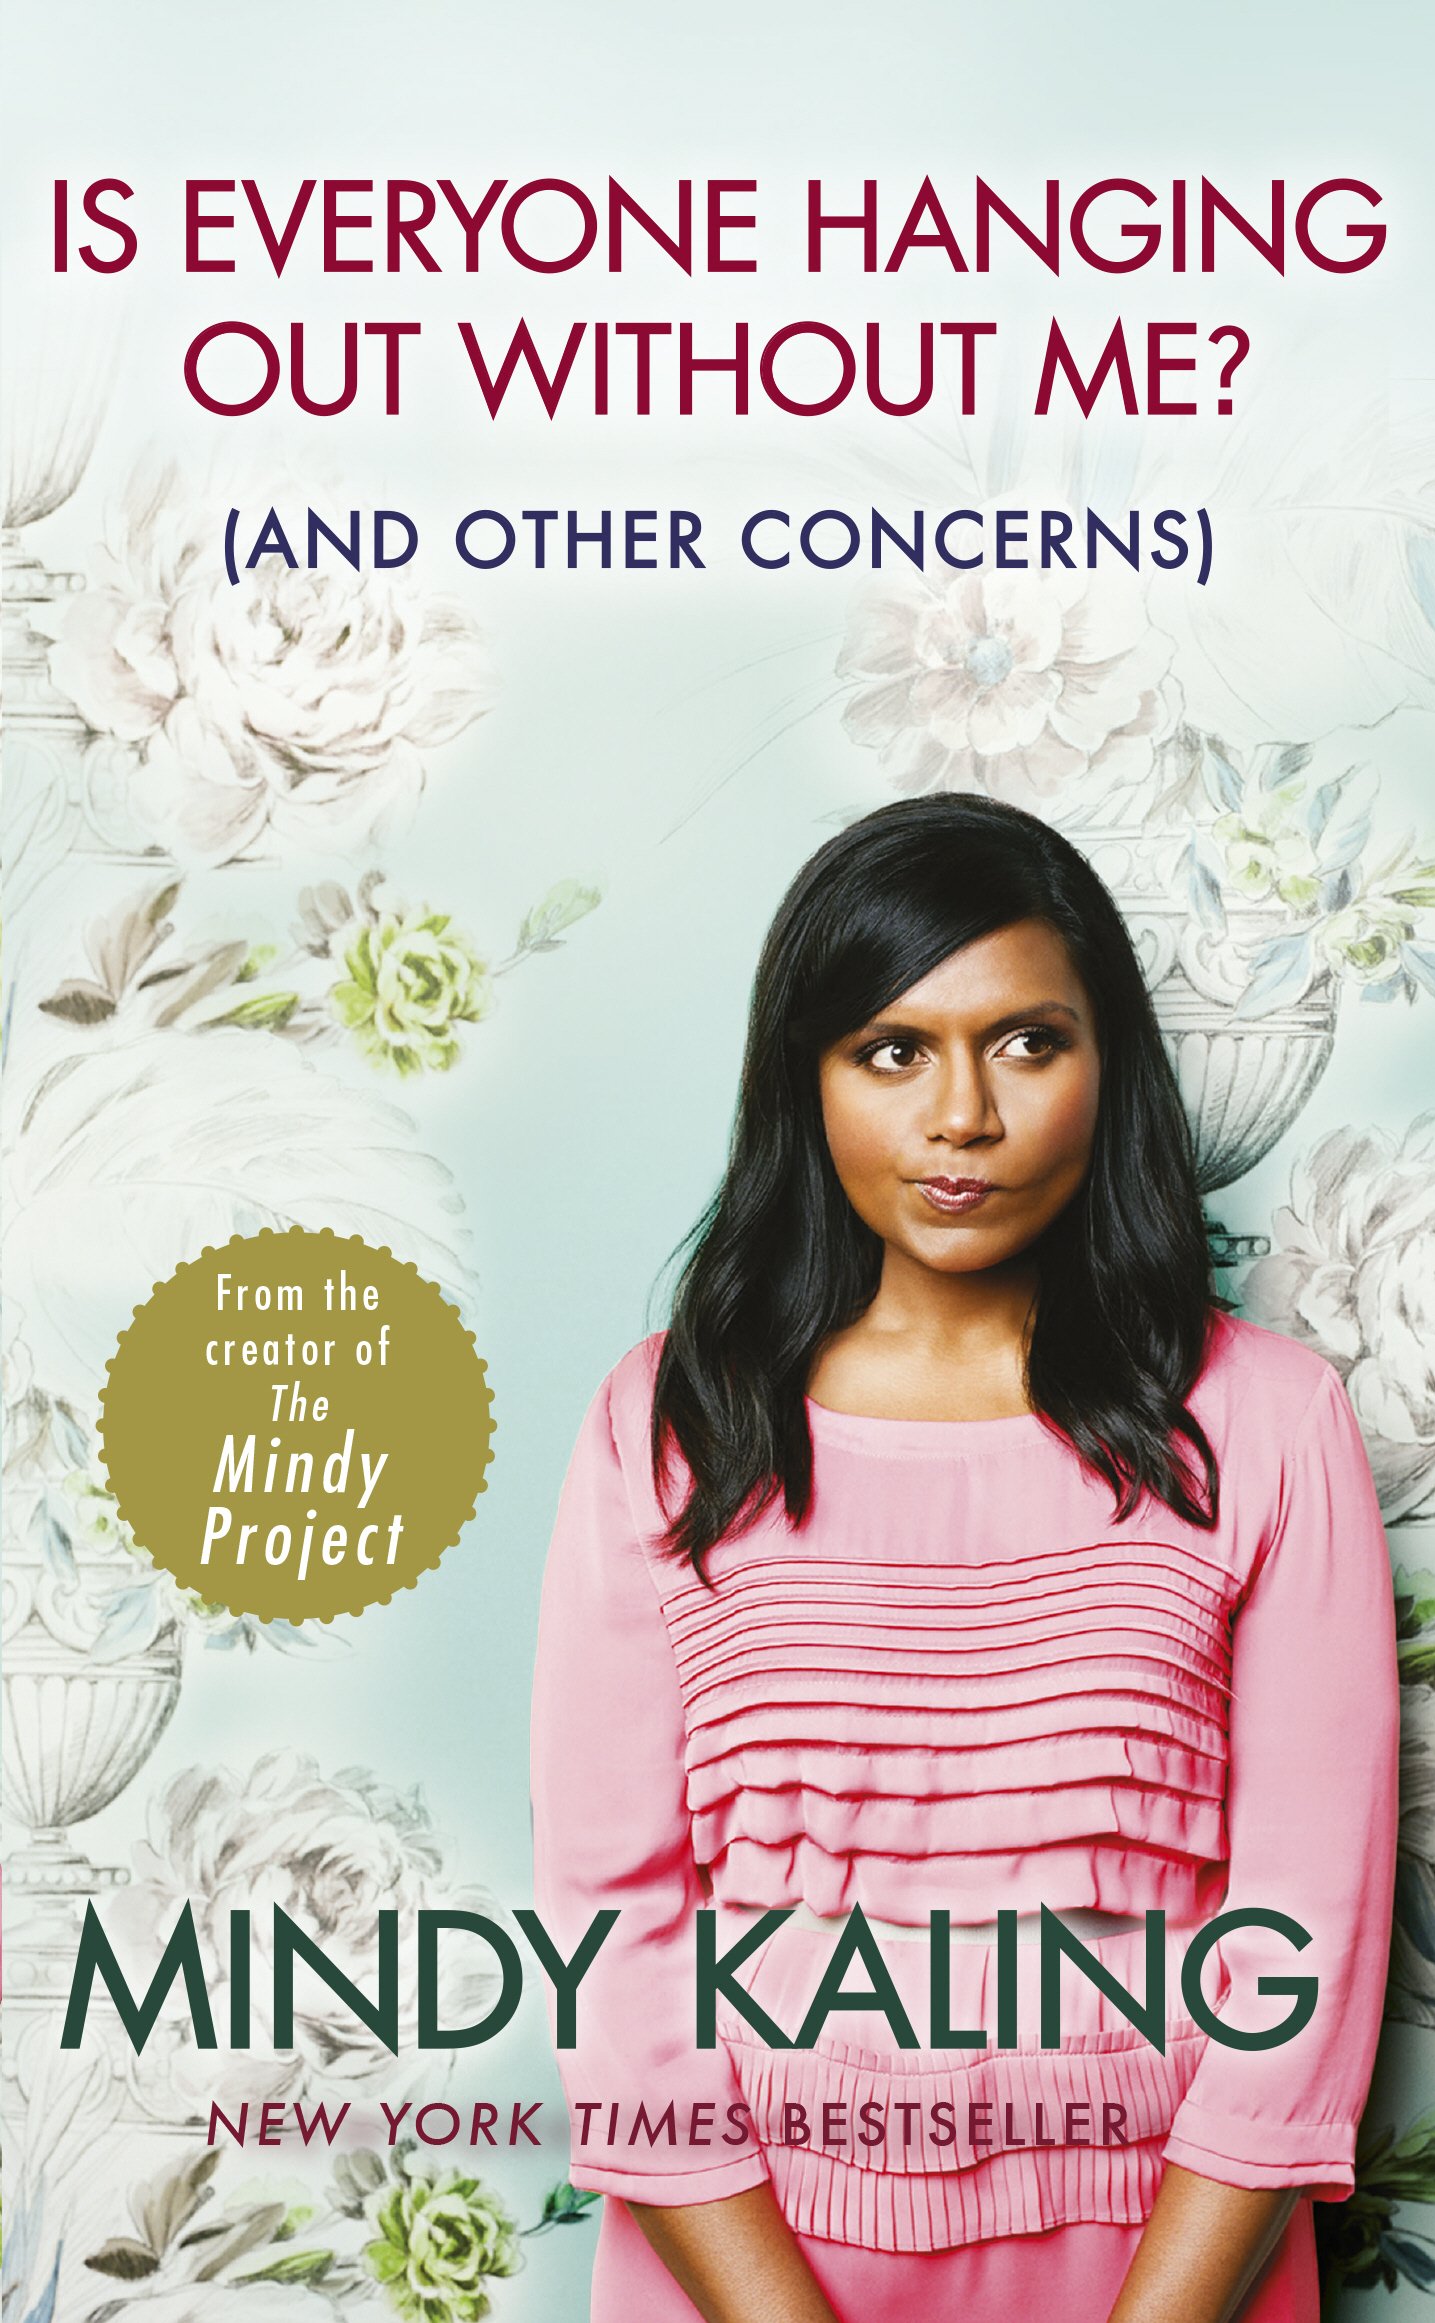 IS EVERYONE HANGING
OUT WITHOUT ME?
(AND OTHER CONCERNS)
From the
creator of
The
Mindy
Project
MINDY KALING
NEW YORK TIMES BESTSELLER